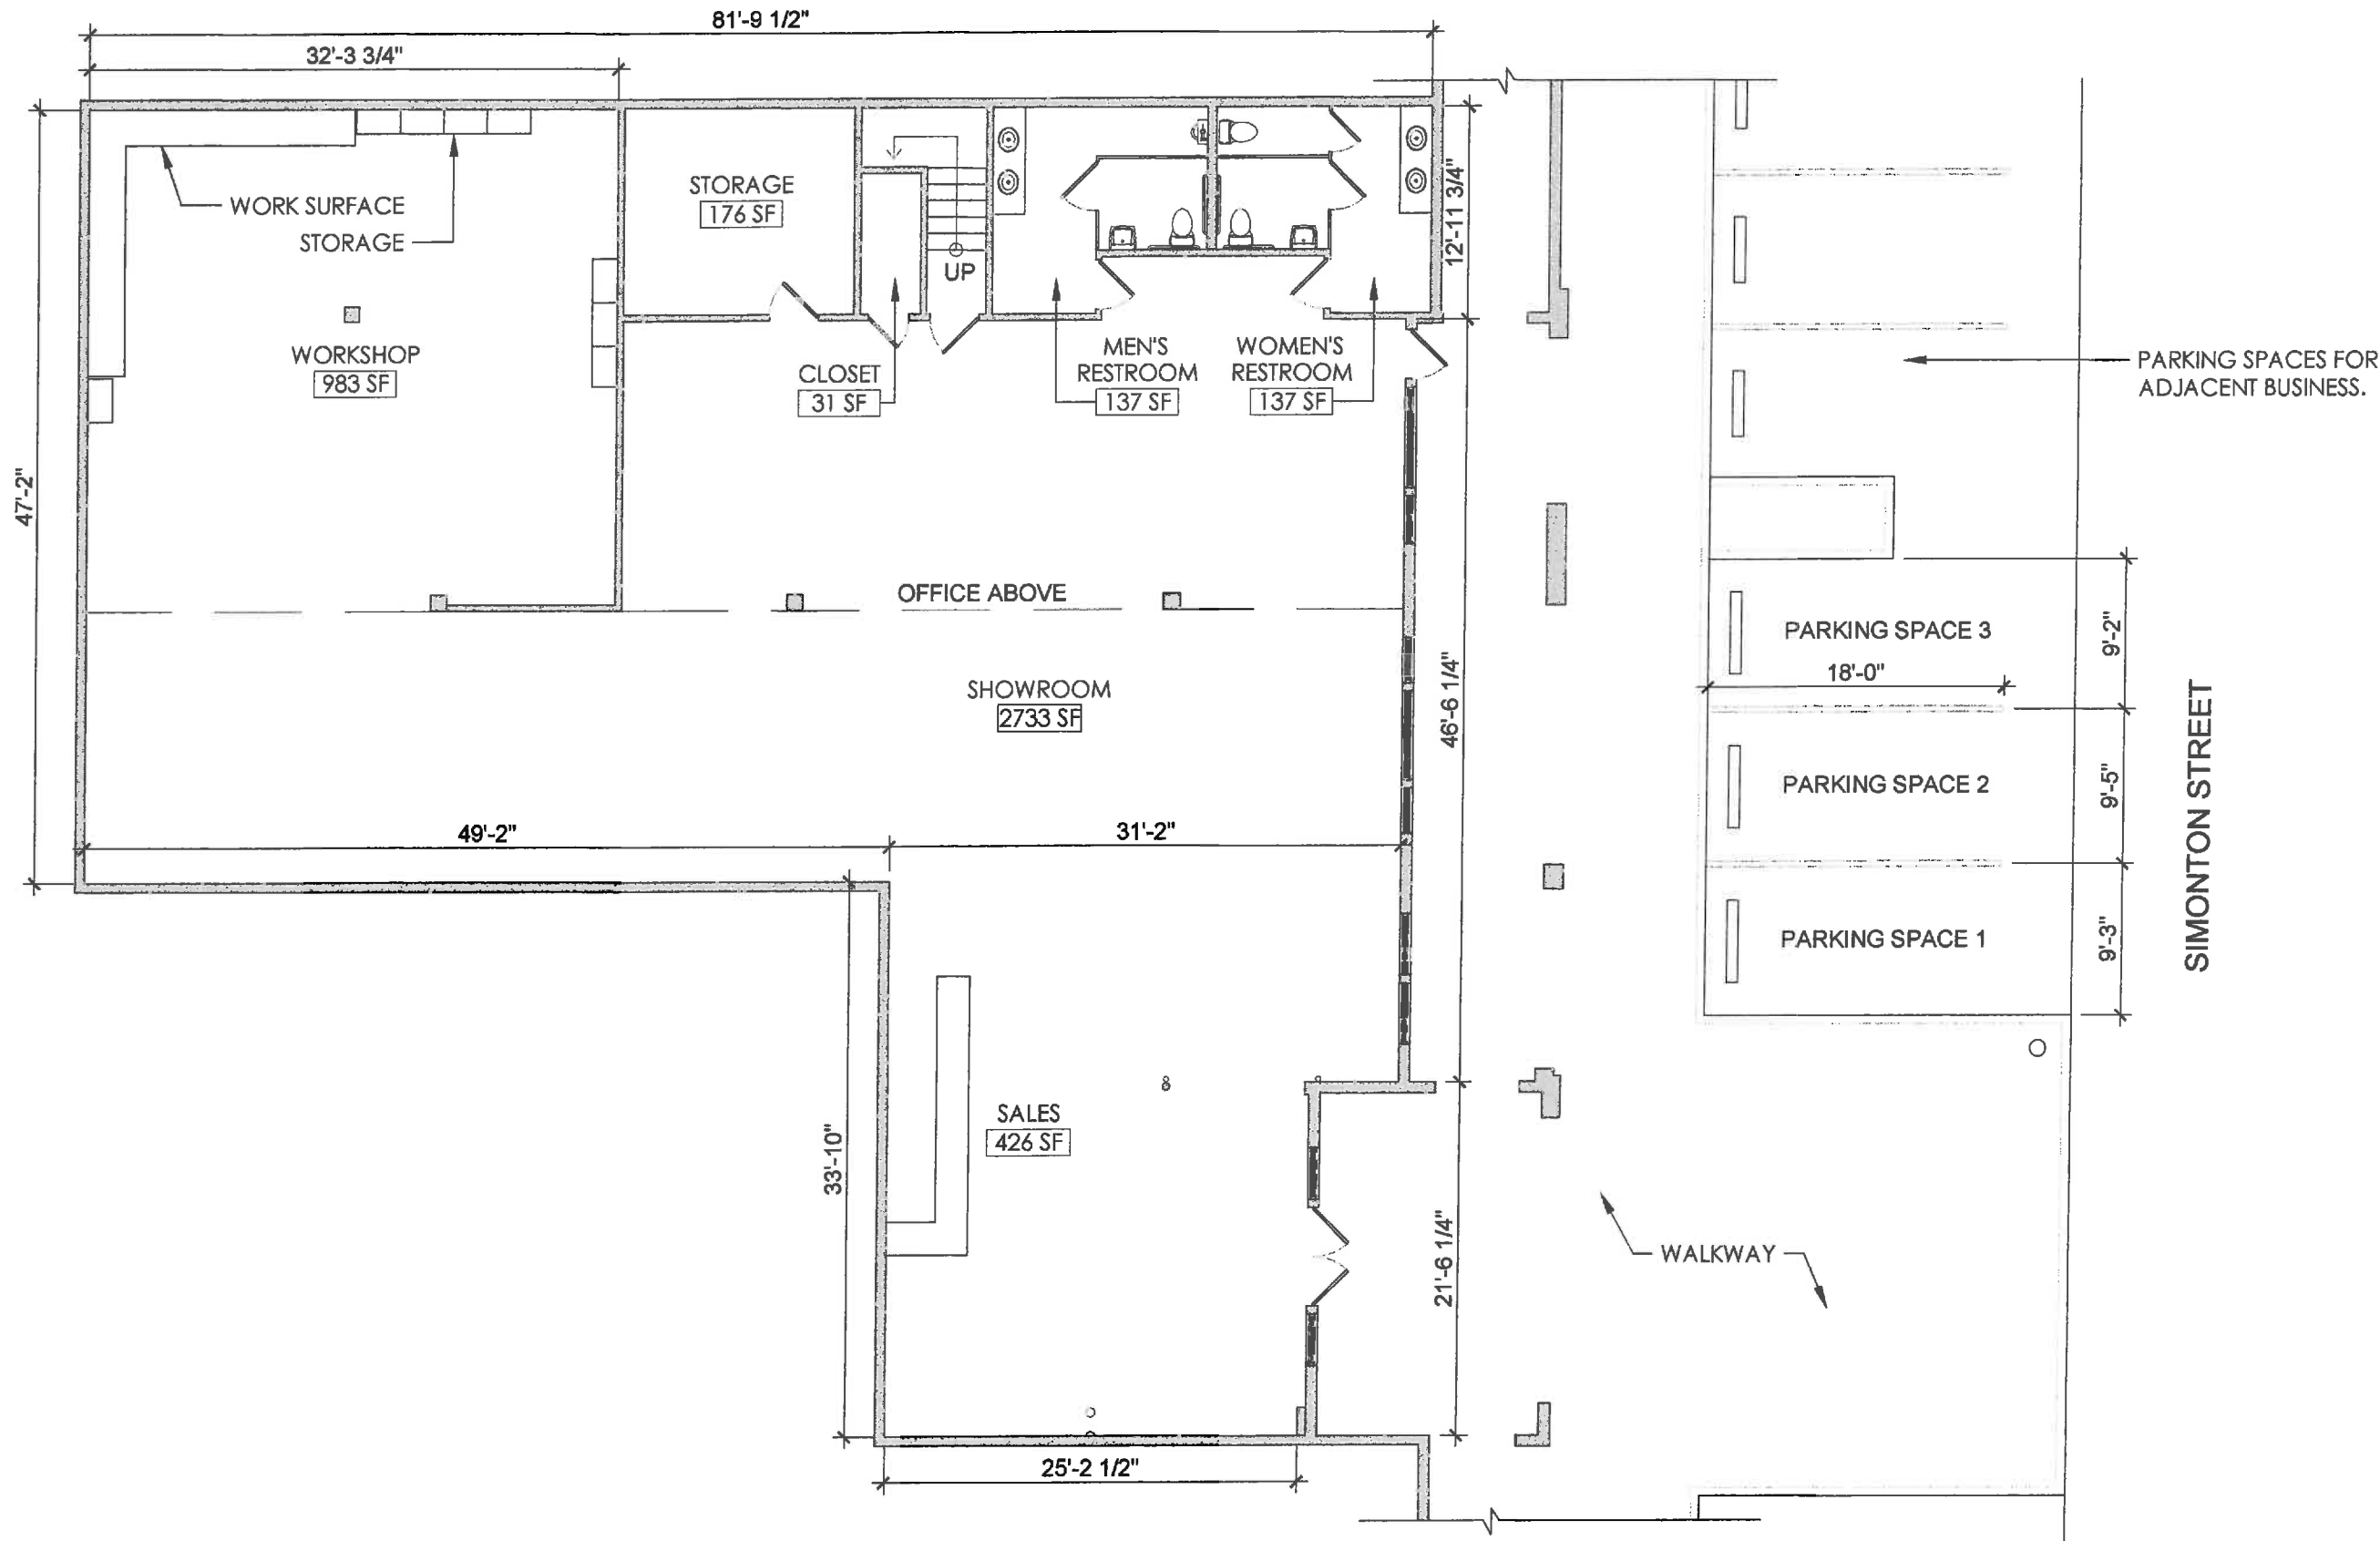 81'-9 1/2"
32'-3 3/4"
47'-2"
WORK SURFACE
STORAGE
STORAGE
176 SF
UP
12'-11 3/4"
WORKSHOP
983 SF
CLOSET
31 SF
MEN'S
RESTROOM
137 SF
WOMEN'S
RESTROOM
137 SF
PARKING SPACES FOR
ADJACENT BUSINESS.
OFFICE ABOVE
SHOWROOM
2733 SF
46'-6 1/4"
PARKING SPACE 3
18'-0"
9'-2"
PARKING SPACE 2
9'-5"
SIMONTON STREET
49'-2"
31'-2"
PARKING SPACE 1
9'-3"
SALES
426 SF
33'-10"
21'-6 1/4"
WALKWAY
25'-2 1/2"